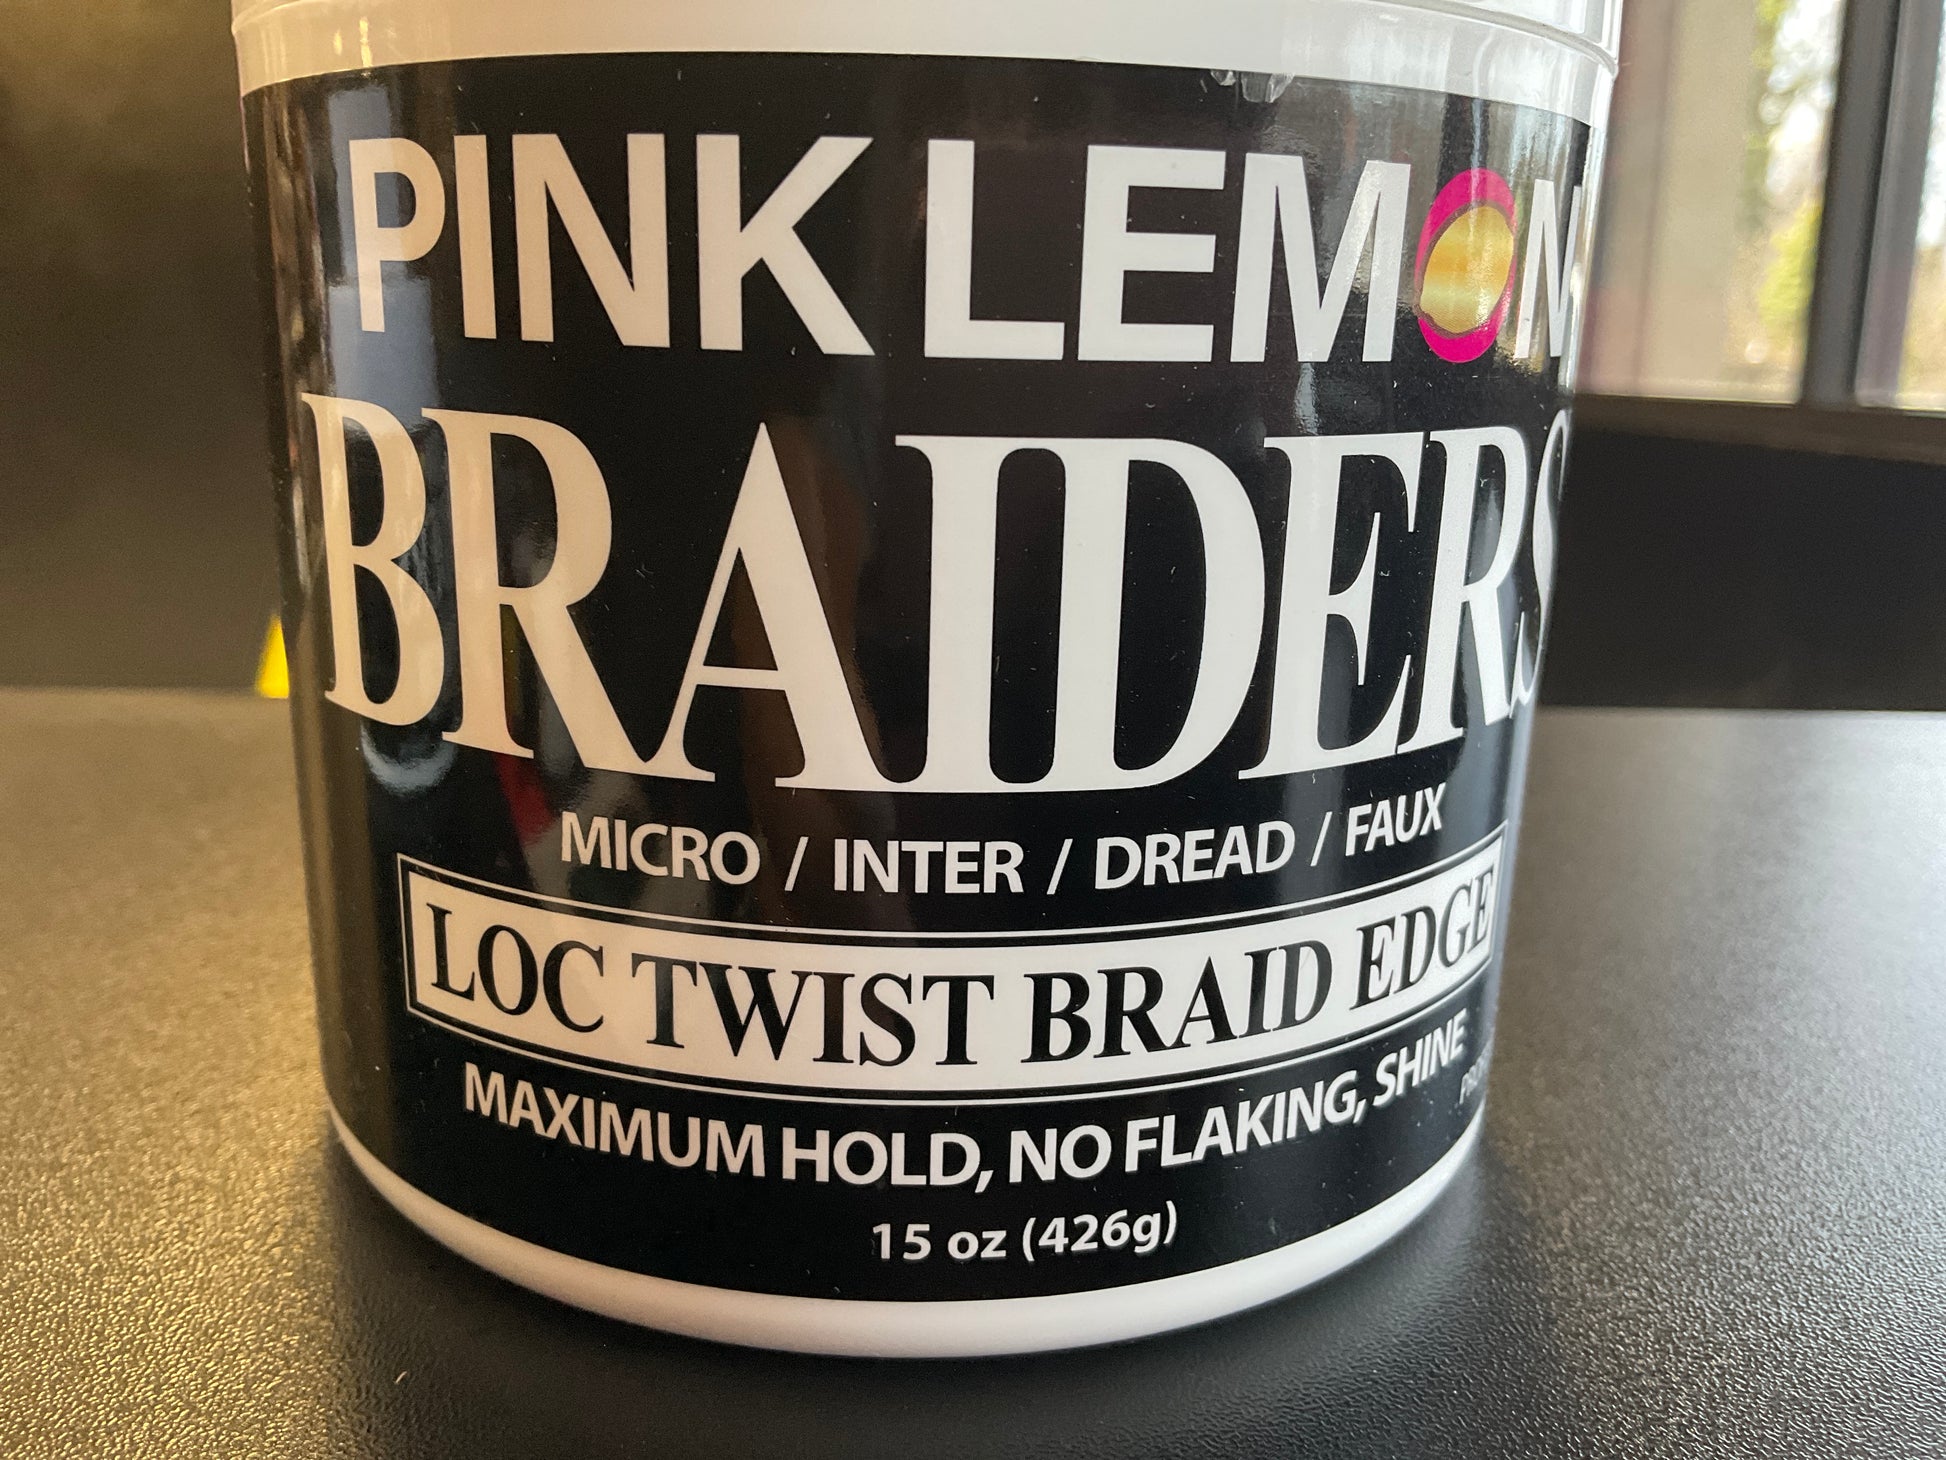 PINK LEMON
BRAIDERS
MICRO / INTER / DREAD / FAUX
LOC TWIST BRAID EDGE
MAXIMUM HOLD, NO FLAKING, SHINE
15 oz (426g)